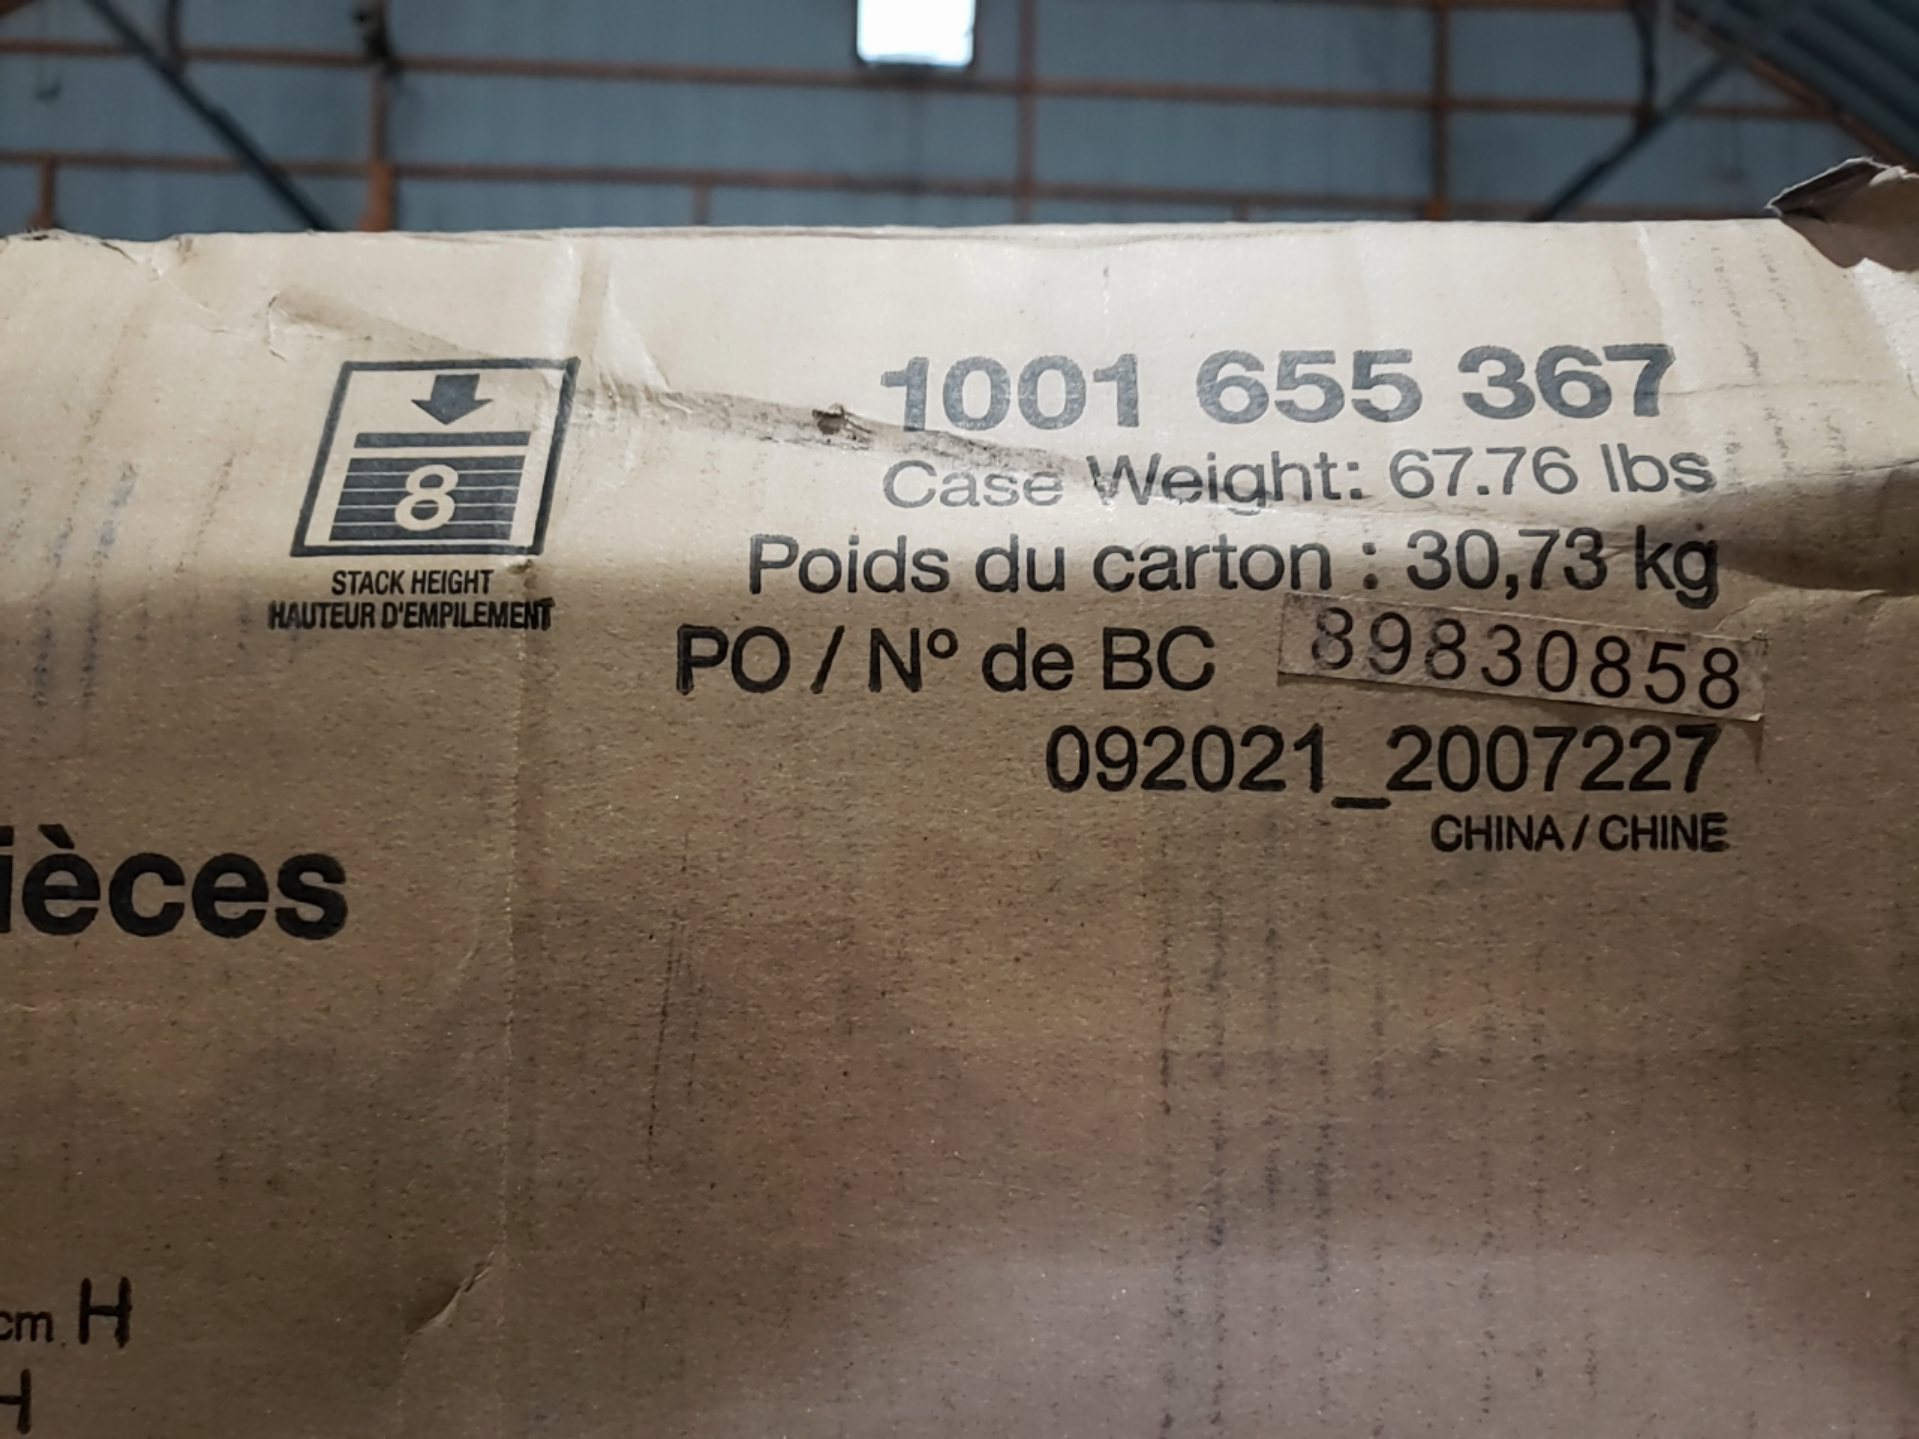 8
STACK HEIGHT
HAUTEUR D'EMPILEMENT
1001 655 367
Case Weight: 67.76 lbs
Poids du carton : 30,73 kg
PO / Nº de BC 89830858
092021_2007227
CHINA / CHINE
ièces
cm H
H